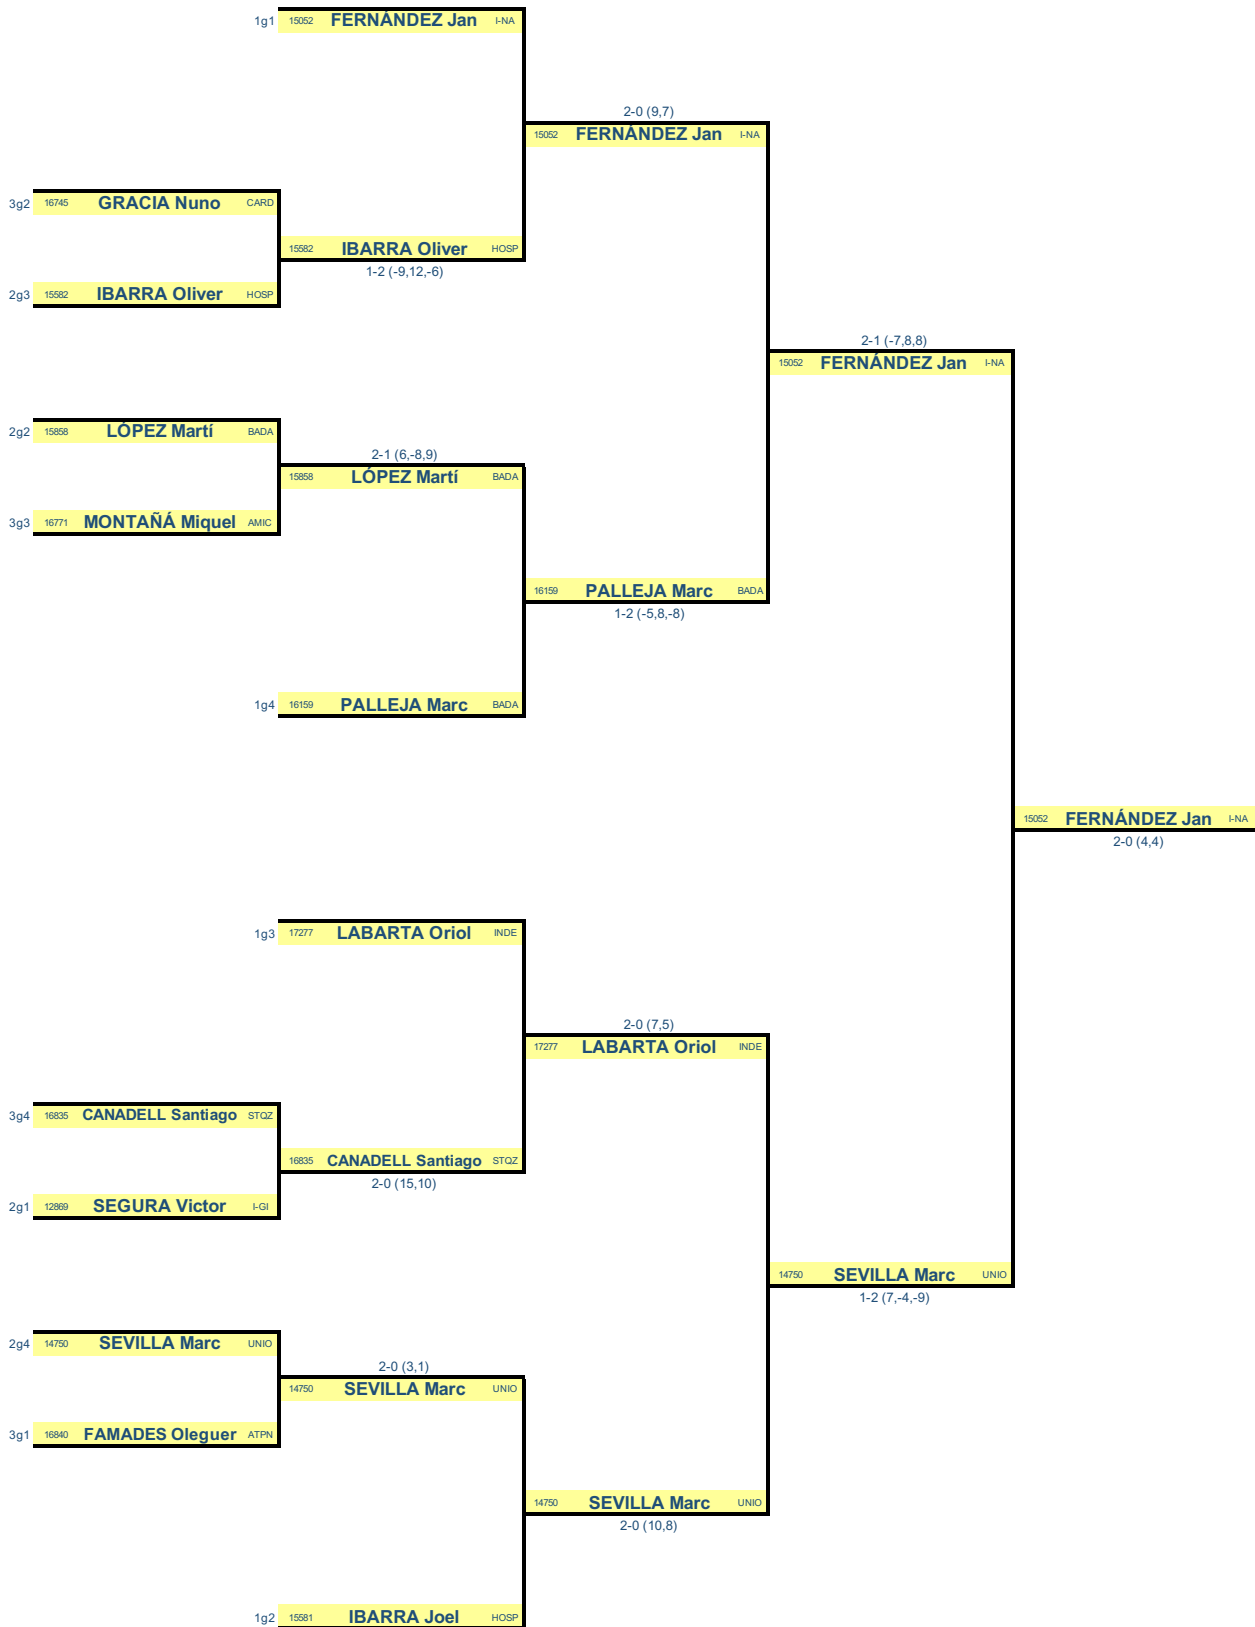 1g1 15052 FERNÁNDEZ Jan I-NA
2-0 (9,7)
15052 FERNÁNDEZ Jan I-NA
3g2 16745 GRACIA Nuno CARD
15582 IBARRA Oliver HOSP
1-2 (-9,12,-6)
2g3 15582 IBARRA Oliver HOSP
2-1 (-7,8,8)
15052 FERNÁNDEZ Jan I-NA
2g2 15858 LÓPEZ Martí BADA
2-1 (6,-8,9)
15858 LÓPEZ Martí BADA
3g3 16771 MONTAÑÁ Miquel AMIC
16159 PALLEJA Marc BADA
1-2 (-5,8,-8)
1g4 16159 PALLEJA Marc BADA
15052 FERNÁNDEZ Jan I-NA
2-0 (4,4)
1g3 17277 LABARTA Oriol INDE
2-0 (7,5)
17277 LABARTA Oriol INDE
3g4 16835 CANADELL Santiago STQZ
16835 CANADELL Santiago STQZ
2-0 (15,10)
2g1 12869 SEGURA Victor I-GI
14750 SEVILLA Marc UNIO
1-2 (7,-4,-9)
2g4 14750 SEVILLA Marc UNIO
2-0 (3,1)
14750 SEVILLA Marc UNIO
3g1 16840 FAMADES Oleguer ATPN
14750 SEVILLA Marc UNIO
2-0 (10,8)
1g2 15581 IBARRA Joel HOSP